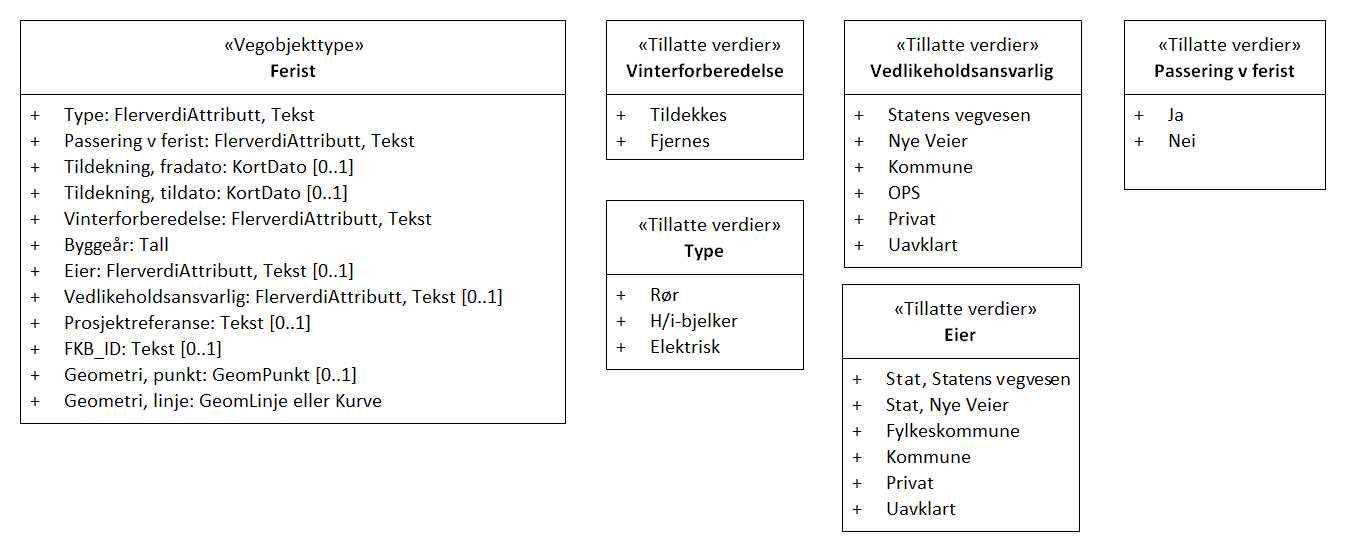 «Vegobjekttype»
Ferist
+ Type: FlerverdiAttributt, Tekst
+ Passering v ferist: FlerverdiAttributt, Tekst
+ Tildekning, fradato: KortDato [0..1]
+ Tildekning, tildato: KortDato [0..1]
+ Vinterforberedelse: FlerverdiAttributt, Tekst
+ Byggeår: Tall
+ Eier: FlerverdiAttributt, Tekst [0..1]
+ Vedlikeholdsansvarlig: FlerverdiAttributt, Tekst [0..1]
+ Prosjektreferanse: Tekst [0..1]
+ FKB_ID: Tekst [0..1]
+ Geometri, punkt: GeomPunkt [0..1]
+ Geometri, linje: GeomLinje eller Kurve
«Tillatte verdier»
Vinterforberedelse
+ Tildekkes
+ Fjernes
«Tillatte verdier»
Type
+ Rør
+ H/i-bjelker
+ Elektrisk
«Tillatte verdier»
Vedlikeholdsansvarlig
+ Statens vegvesen
+ Nye Veier
+ Kommune
+ OPS
+ Privat
+ Uavklart
«Tillatte verdier»
Eier
+ Stat, Statens vegvesen
+ Stat, Nye Veier
+ Fylkeskommune
+ Kommune
+ Privat
+ Uavklart
«Tillatte verdier»
Passering v ferist
+ Ja
+ Nei